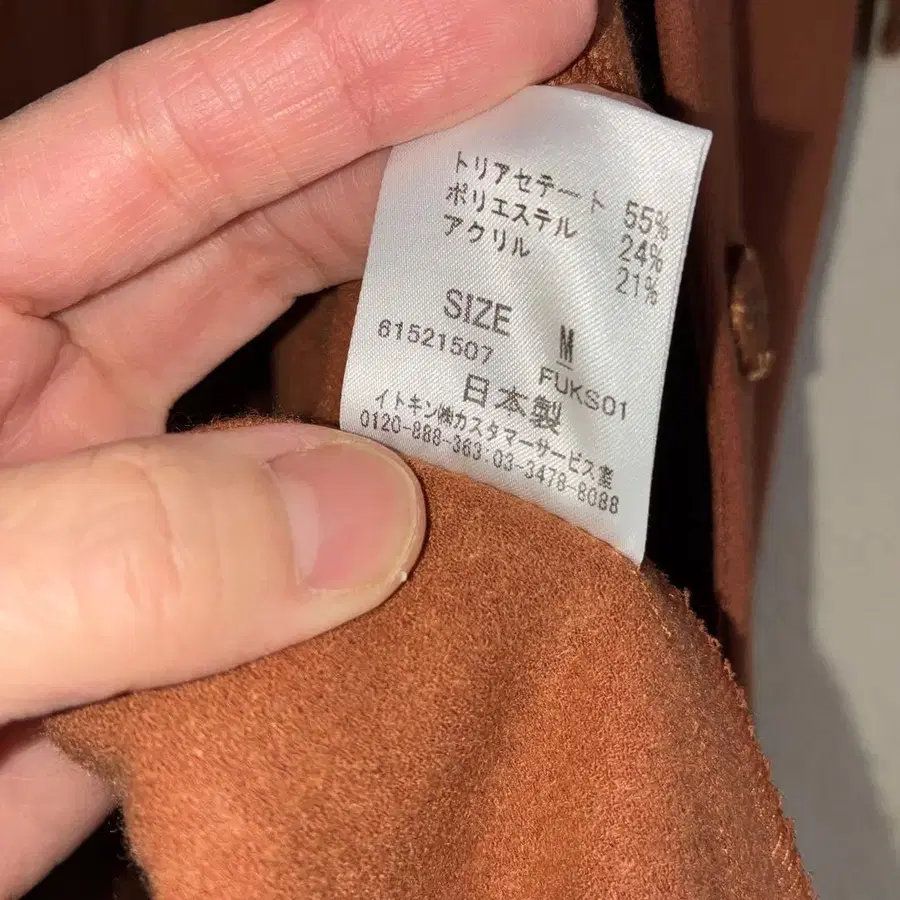 トリアセテート 55%
ポリエステル 24%
アクリル 21%
SIZE M
61521507 FUKS01
日本製
イトキン㈱カスタマーサービス室
0120-888-363:03-3478-8088